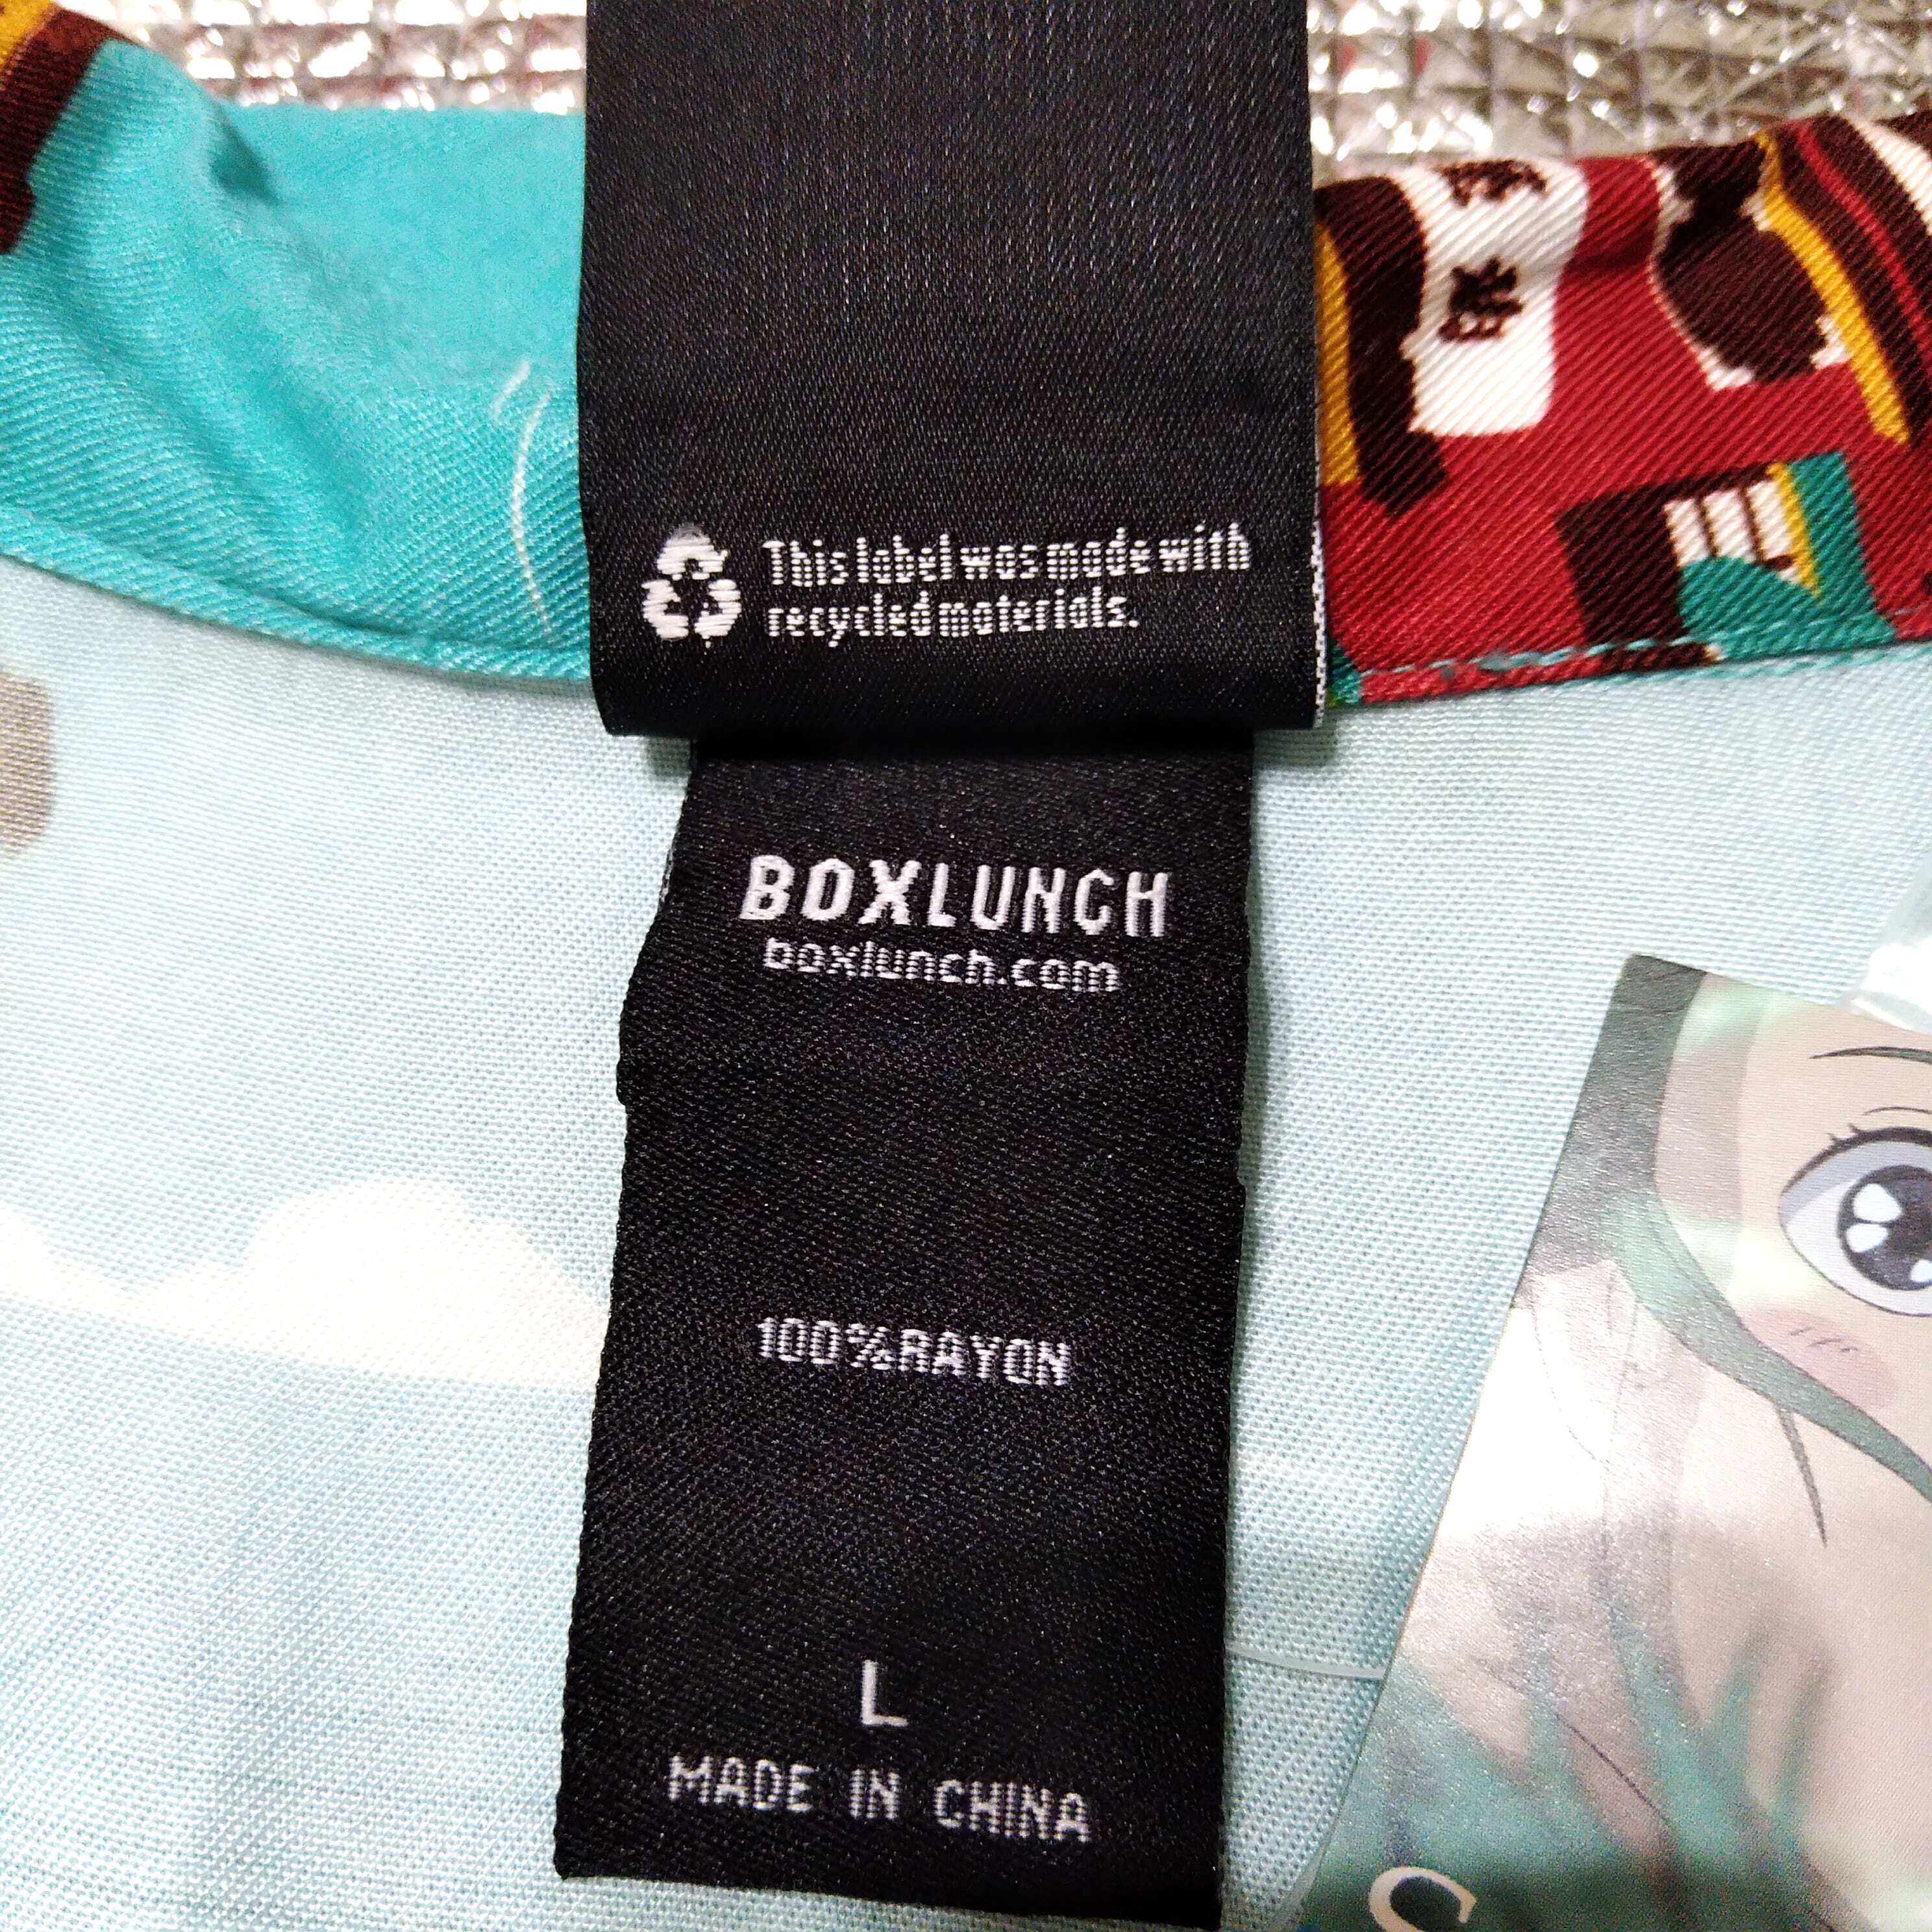 This label was made with
recycled materials.
BOXLUNCH
boxlunch.com
100%RAYON
L
MADE IN CHINA
S